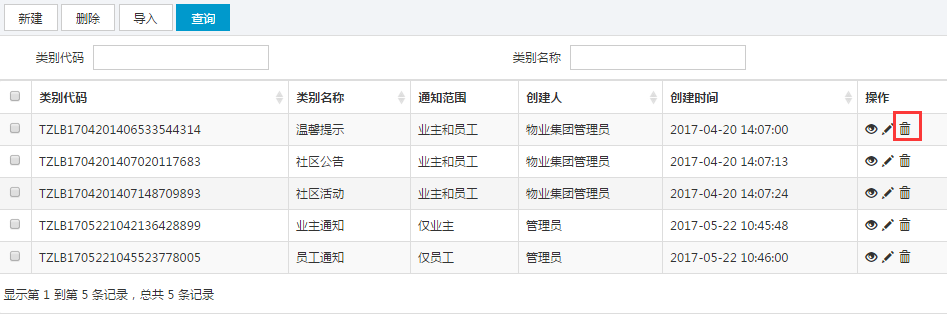 新建 删除 导入 查询
类别代码 类别名称
类别代码 类别名称 通知范围 创建人 创建时间 操作
TZLB1704201406533544314 温馨提示 业主和员工 物业集团管理员 2017-04-20 14:07:00
TZLB1704201407020117683 社区公告 业主和员工 物业集团管理员 2017-04-20 14:07:13
TZLB1704201407148709893 社区活动 业主和员工 物业集团管理员 2017-04-20 14:07:24
TZLB1705221042136428899 业主通知 仅业主 管理员 2017-05-22 10:45:48
TZLB1705221045523778005 员工通知 仅员工 管理员 2017-05-22 10:46:00
显示第 1 到第 5 条记录，总共 5 条记录